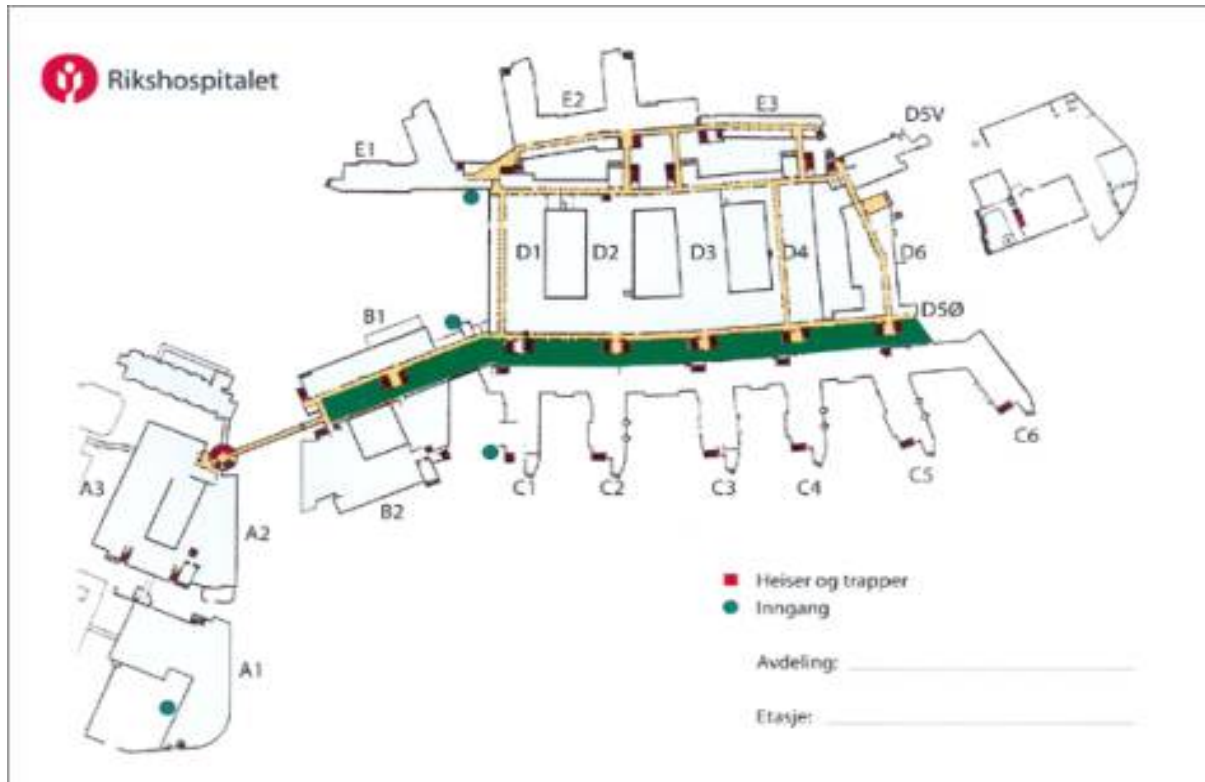 Rikshospitalet
E2
E3
D5V
E1
D1
D2
D3
D4
D6
D5Ø
B1
C6
A3
C5
C1
C2
C3
C4
B2
A2
Heiser og trapper
Inngang
A1
Avdeling:
Etasje: